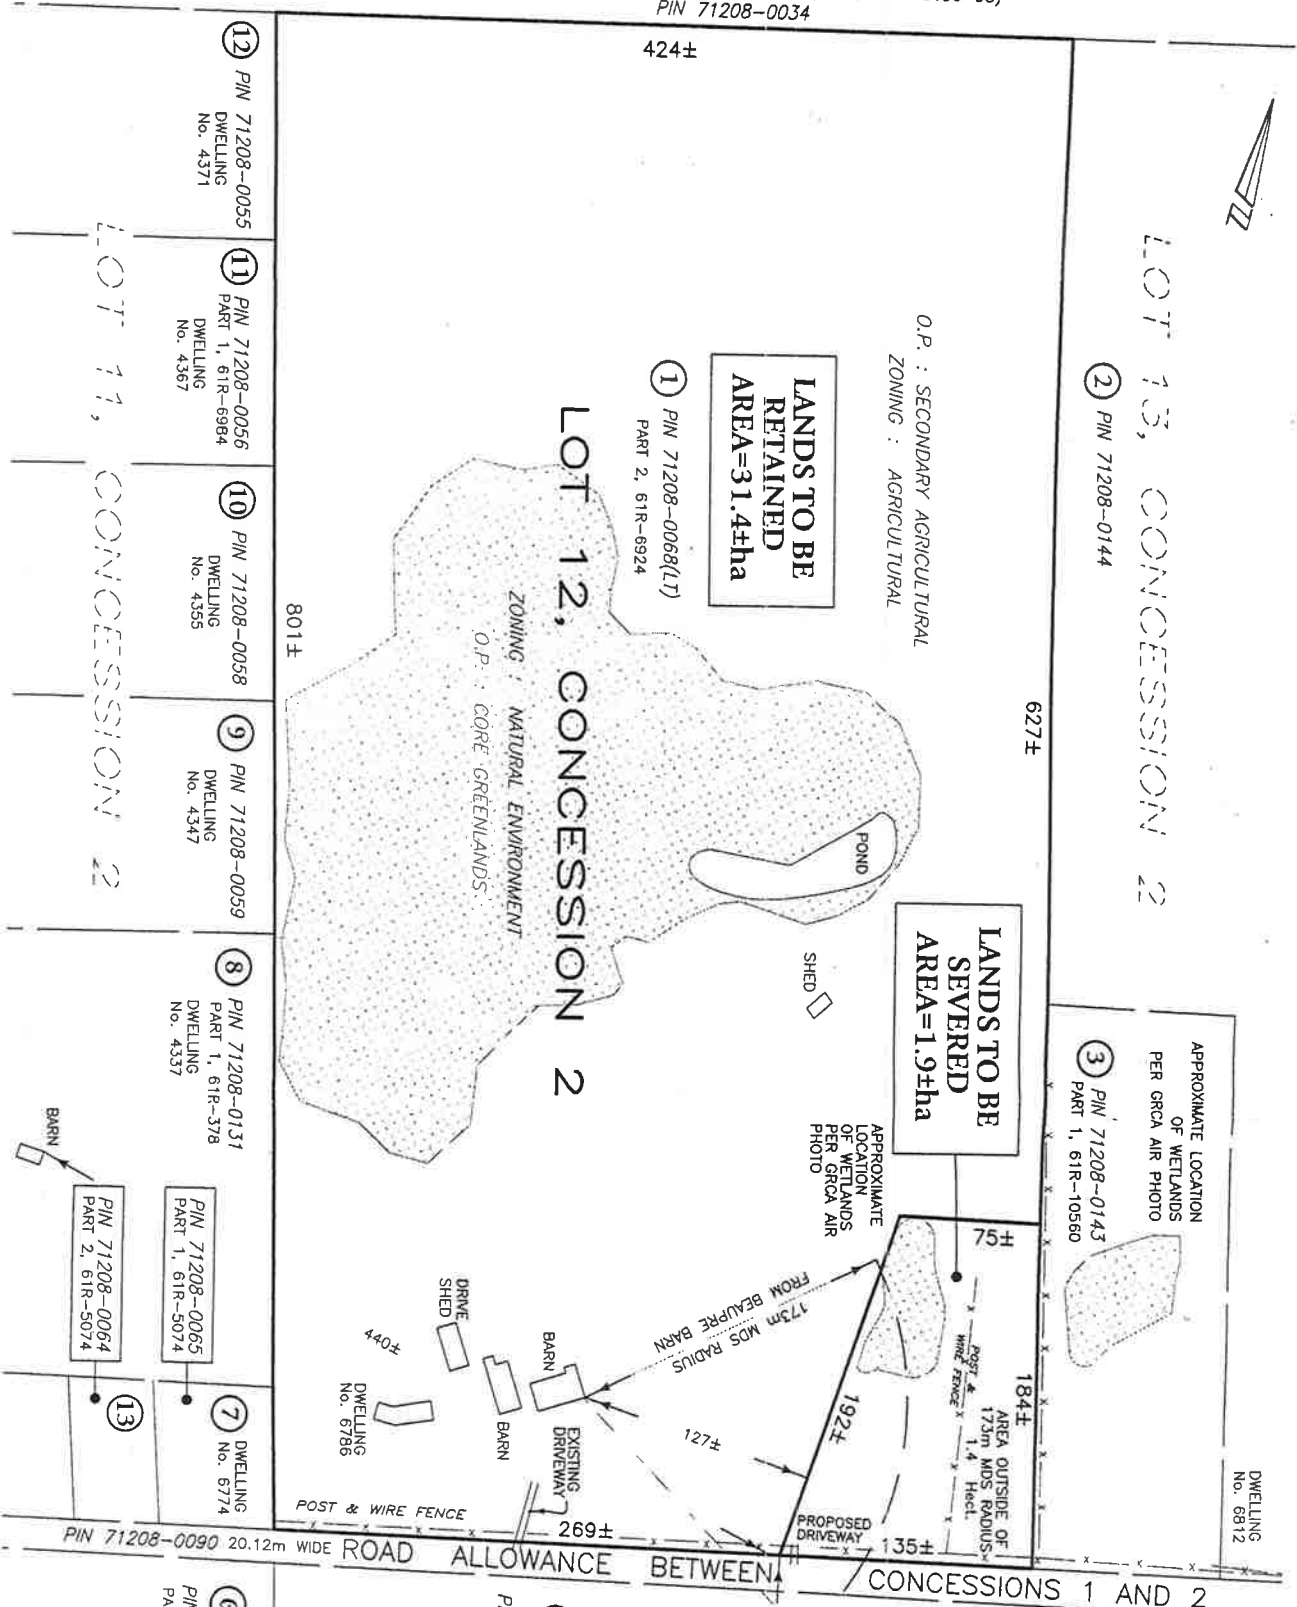 PIN 71208-0034
424±
12 PIN 71208-0055
DWELLING
No. 4371
11 PIN 71208-0056
PART 1, 61R-6984
DWELLING
No. 4367
10 PIN 71208-0058
DWELLING
No. 4355
9 PIN 71208-0059
DWELLING
No. 4347
8 PIN 71208-0131
PART 1, 61R-378
DWELLING
No. 4337
LOT 11, CONCESSION 2
BARN
PIN 71208-0065
PART 1, 61R-5074
PIN 71208-0064
PART 2, 61R-5074
13
7 DWELLING
No. 6774
LOT 13, CONCESSION 2
2 PIN 71208-0144
O.P. : SECONDARY AGRICULTURAL
ZONING : AGRICULTURAL
LANDS TO BE
RETAINED
AREA=31.4±ha
1 PIN 71208-0068(LT)
PART 2, 61R-6924
LOT 12, CONCESSION 2
ZONING : NATURAL ENVIRONMENT
O.P. : CORE GREENLANDS
801±
627±
POND
SHED
LANDS TO BE
SEVERED
AREA=1.9±ha
APPROXIMATE LOCATION
OF WETLANDS
PER GRCA AIR PHOTO
3 PIN 71208-0143
PART 1, 61R-10560
APPROXIMATE
LOCATION
OF WETLANDS
PER GRCA AIR
PHOTO
75±
184±
POST &
WIRE FENCE
AREA OUTSIDE OF
173m MDS RADIUS
1.4 Hect.
DWELLING
No. 6812
173m MDS RADIUS
FROM BEAUPRE BARN
192±
127±
DRIVE
SHED
BARN
BARN
440±
DWELLING
No. 6786
EXISTING
DRIVEWAY
PROPOSED
DRIVEWAY
POST & WIRE FENCE
269±
135±
PIN 71208-0090 20.12m WIDE ROAD ALLOWANCE BETWEEN CONCESSIONS 1 AND 2
6
PIN
PA